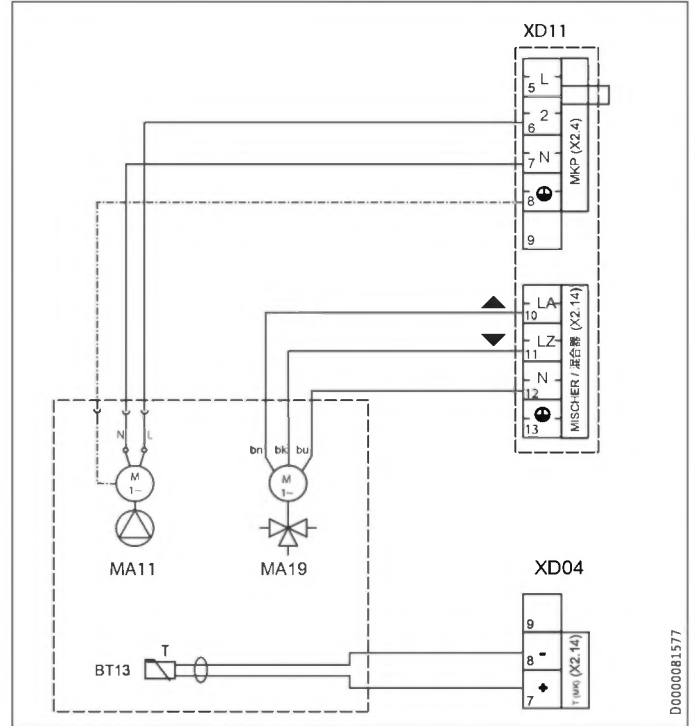 XD11
5 L
6 2
7 N
8
9
MKP (X2.4)
10 LA
11 LZ
12 N
13
MISCHER / 混合器 (X2.14)
N L
bn bk bu
M
1~
M
1~
MA11
MA19
XD04
9
8 -
7 +
T (MK) (X2.14)
T
BT13
D0000081577